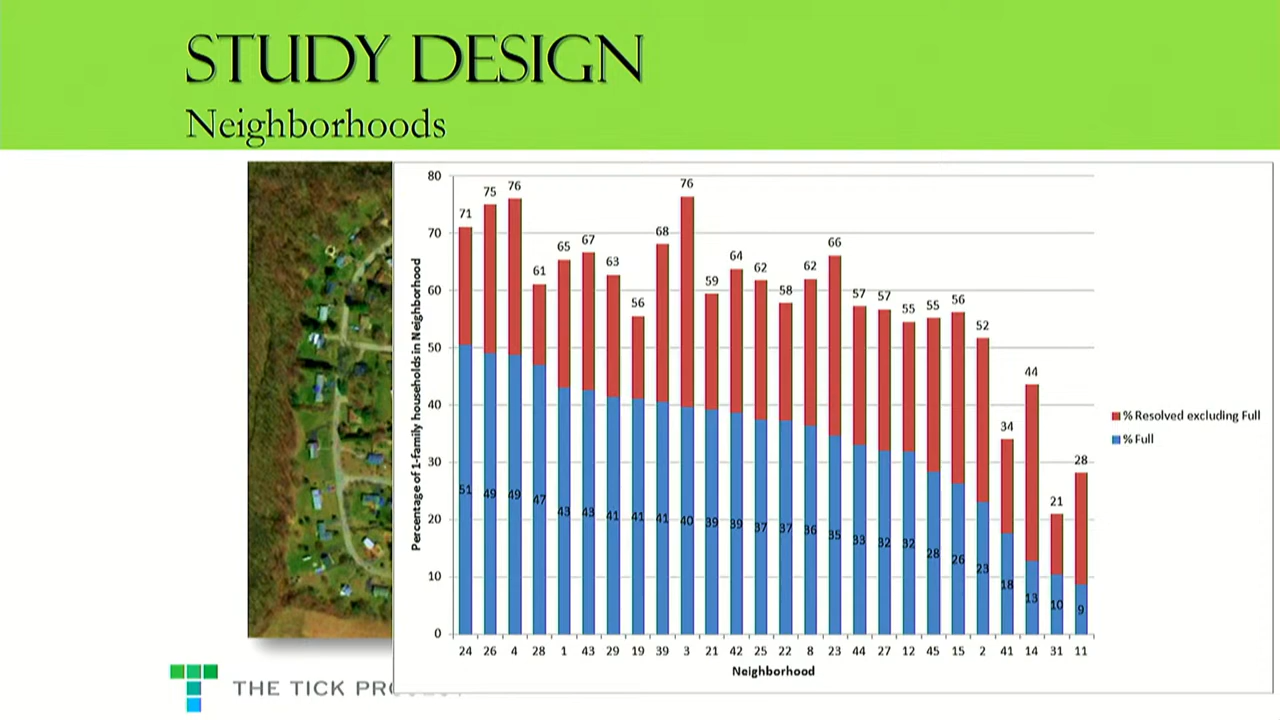 STUDY DESIGN
Neighborhoods
Percentage of 1-family households in Neighborhood
80
70
60
50
40
30
20
10
0
71 75 76 61 65 67 63 56 68 76 59 64 62 58 62 66 57 57 55 55 56 52 34 44 21 28
51 49 49 47 43 43 41 41 41 40 39 39 37 37 36 35 33 32 32 28 26 23 18 13 10 9
24 26 4 28 1 43 29 19 39 3 21 42 25 22 8 23 44 27 12 45 15 2 41 14 31 11
Neighborhood
% Resolved excluding Full
% Full
THE TICK